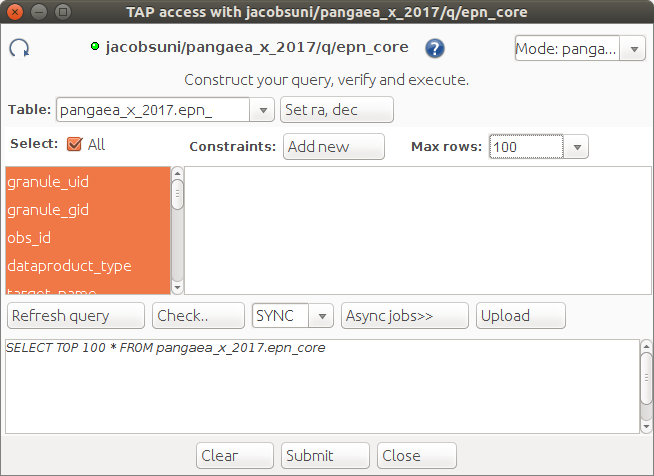 TAP access with jacobsuni/pangaea_x_2017/q/epn_core
jacobsuni/pangaea_x_2017/q/epn_core ? Mode: panga...
Construct your query, verify and execute.
Table: pangaea_x_2017.epn_ Set ra, dec
Select: All Constraints: Add new Max rows: 100
granule_uid
granule_gid
obs_id
dataproduct_type
target_name
Refresh query Check.. SYNC Async jobs>> Upload
SELECT TOP 100 * FROM pangaea_x_2017.epn_core
Clear Submit Close